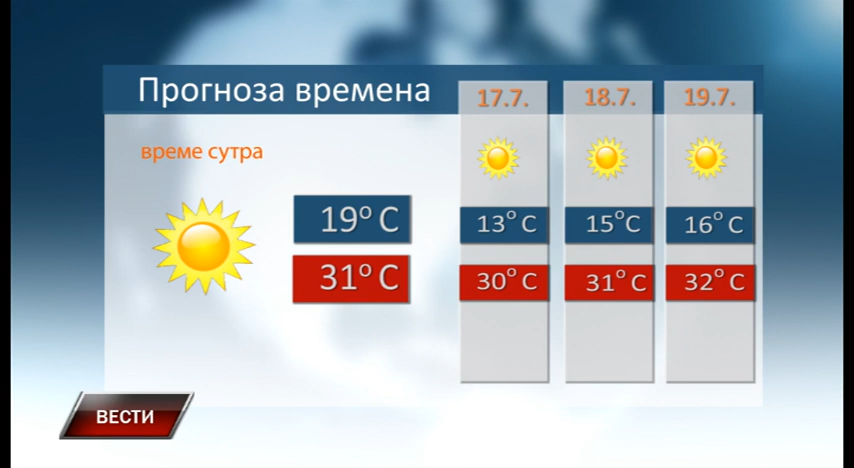 Прогноза времена
време сутра
19° C
31° C
17.7.
13° C
30° C
18.7.
15°C
31° C
19.7.
16° C
32° C
ВЕСТИ